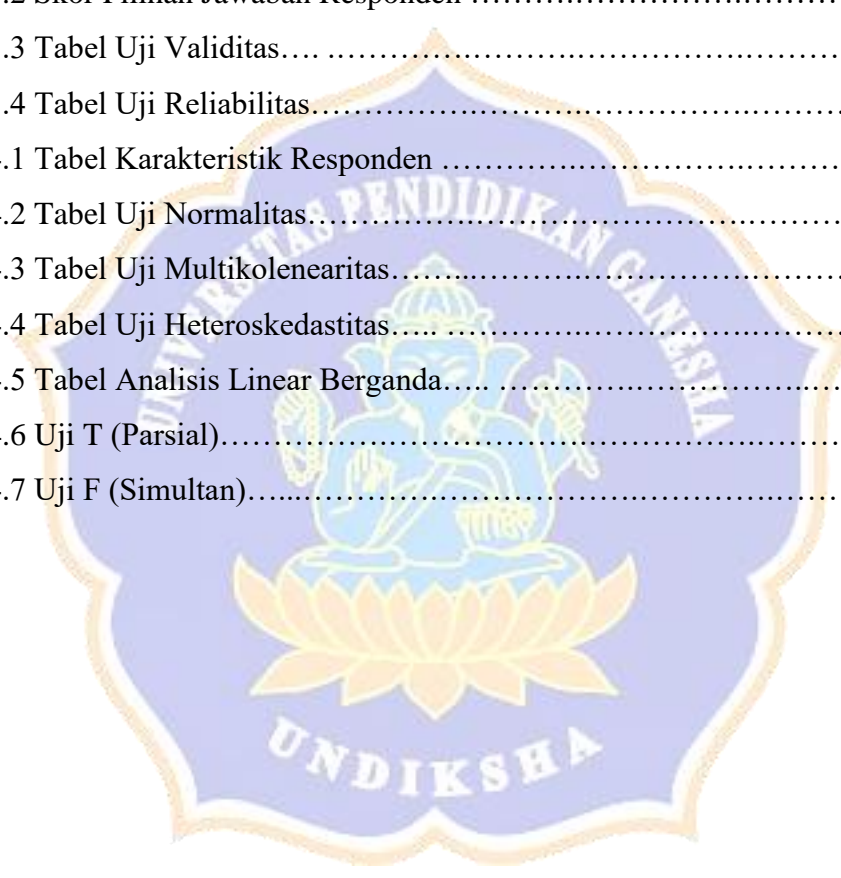 .2 Skor Pilihan Jawaban Responden ……………………………………
.3 Tabel Uji Validitas…. ……………………………………………
.4 Tabel Uji Reliabilitas………………………………………………
.1 Tabel Karakteristik Responden ……………………………………
.2 Tabel Uji Normalitas………………………………………………
.3 Tabel Uji Multikolenearitas……..…………………………………
.4 Tabel Uji Heteroskedastitas….. ……………………………………
.5 Tabel Analisis Linear Berganda….. ………………………………
.6 Uji T (Parsial)………………………………………………………
.7 Uji F (Simultan)…...…………………………………………………
UNIVERSITAS PENDIDIKAN GANESHA
UNDIKSHA